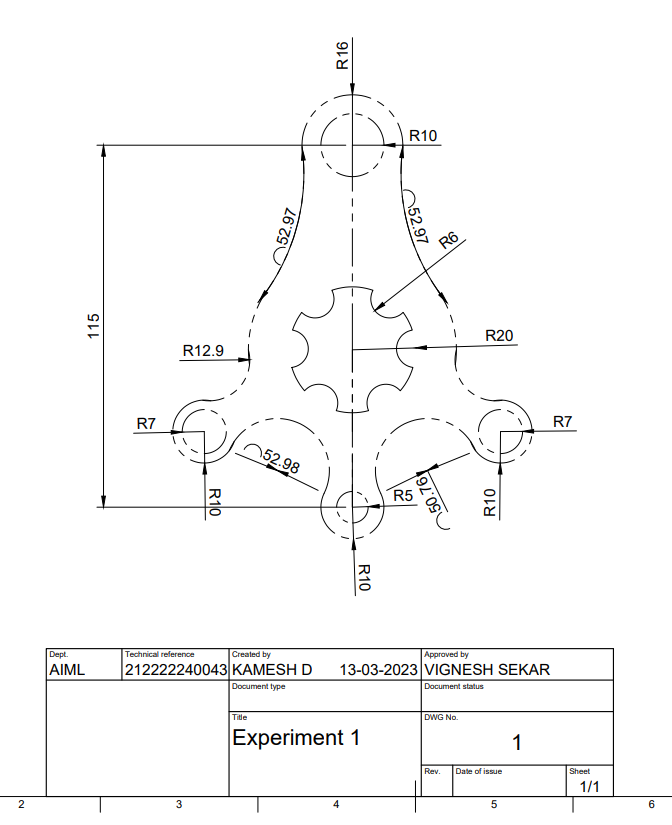 R16
R10
52.97
52.97
R6
115
R20
R12.9
R7
R7
52.98
50.76
R10
R5
R10
R10
Dept.
AIML
Technical reference
212222240043
Created by
KAMESH D 13-03-2023
Approved by
VIGNESH SEKAR
Document type
Document status
Title
Experiment 1
DWG No.
1
Rev.
Date of issue
Sheet
1/1
2 3 4 5 6